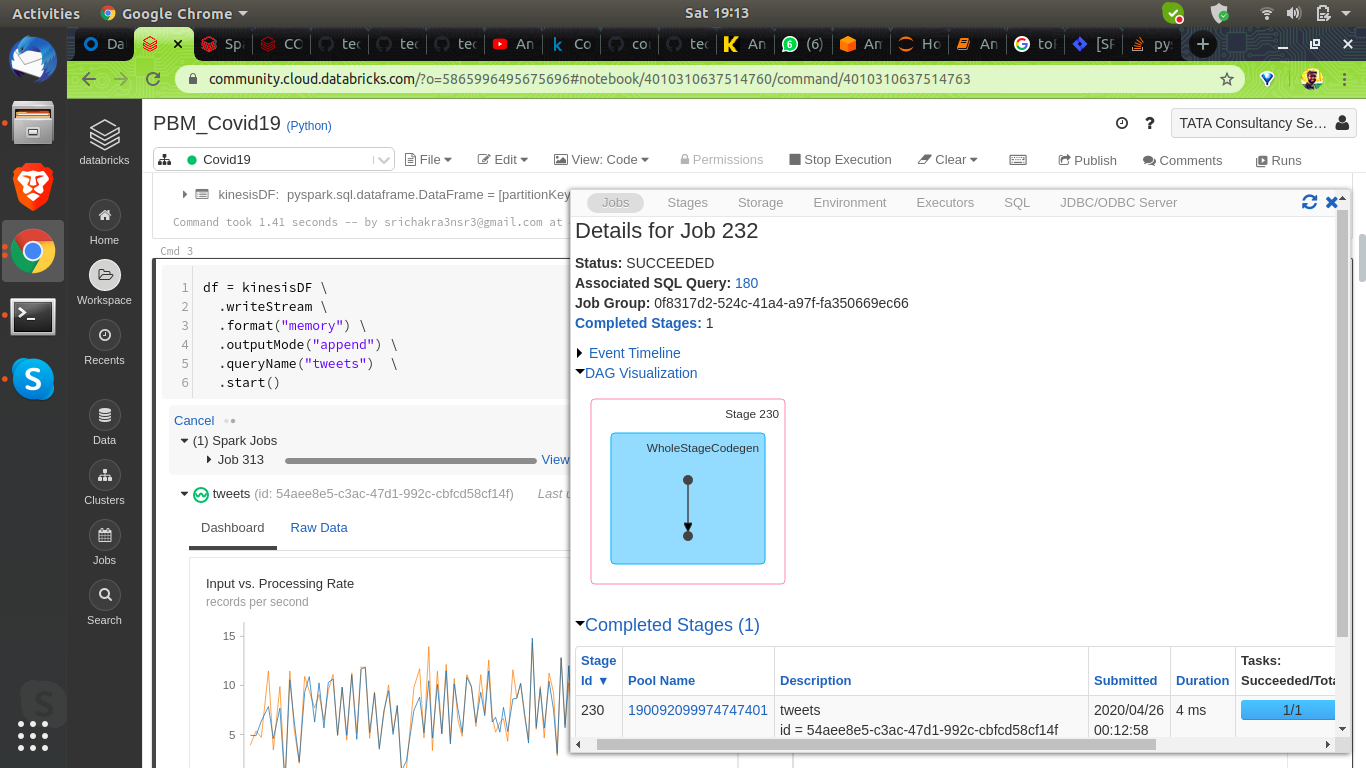 Activities
Google Chrome
Sat 19:13
Da
Spa
CO
tec
tec
tec
An
Co
cou
tec
An
(6)
An
Ho
An
toP
[SP
pys
community.cloud.databricks.com/?o=5865996495675696#notebook/4010310637514760/command/4010310637514763
databricks
Home
Workspace
Recents
Data
Clusters
Jobs
Search
PBM_Covid19 (Python)
TATA Consultancy Se…
Covid19
File
Edit
View: Code
Permissions
Stop Execution
Clear
Publish
Comments
Runs
kinesisDF: pyspark.sql.dataframe.DataFrame = [partitionKey
Command took 1.41 seconds -- by srichakra3nsr3@gmail.com at
Cmd 3
1 df = kinesisDF \
2 .writeStream \
3 .format("memory") \
4 .outputMode("append") \
5 .queryName("tweets") \
6 .start()
Cancel
(1) Spark Jobs
Job 313
View
tweets (id: 54aee8e5-c3ac-47d1-992c-cbfcd58cf14f)
Last u
Dashboard
Raw Data
Input vs. Processing Rate
records per second
15
10
5
Jobs
Stages
Storage
Environment
Executors
SQL
JDBC/ODBC Server
Details for Job 232
Status: SUCCEEDED
Associated SQL Query: 180
Job Group: 0f8317d2-524c-41a4-a97f-fa350669ec66
Completed Stages: 1
Event Timeline
DAG Visualization
Stage 230
WholeStageCodegen
Completed Stages (1)
Stage Id ▼
Pool Name
Description
Submitted
Duration
Tasks: Succeeded/Tota
230
190092099974747401
tweets
id = 54aee8e5-c3ac-47d1-992c-cbfcd58cf14f
2020/04/26
00:12:58
4 ms
1/1